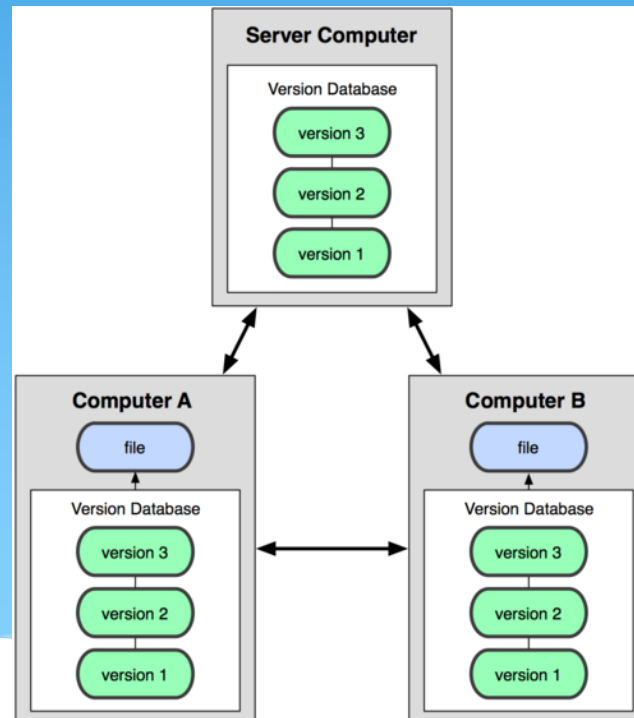 Server Computer
Version Database
version 3
version 2
version 1
Computer A
file
Version Database
version 3
version 2
version 1
Computer B
file
Version Database
version 3
version 2
version 1